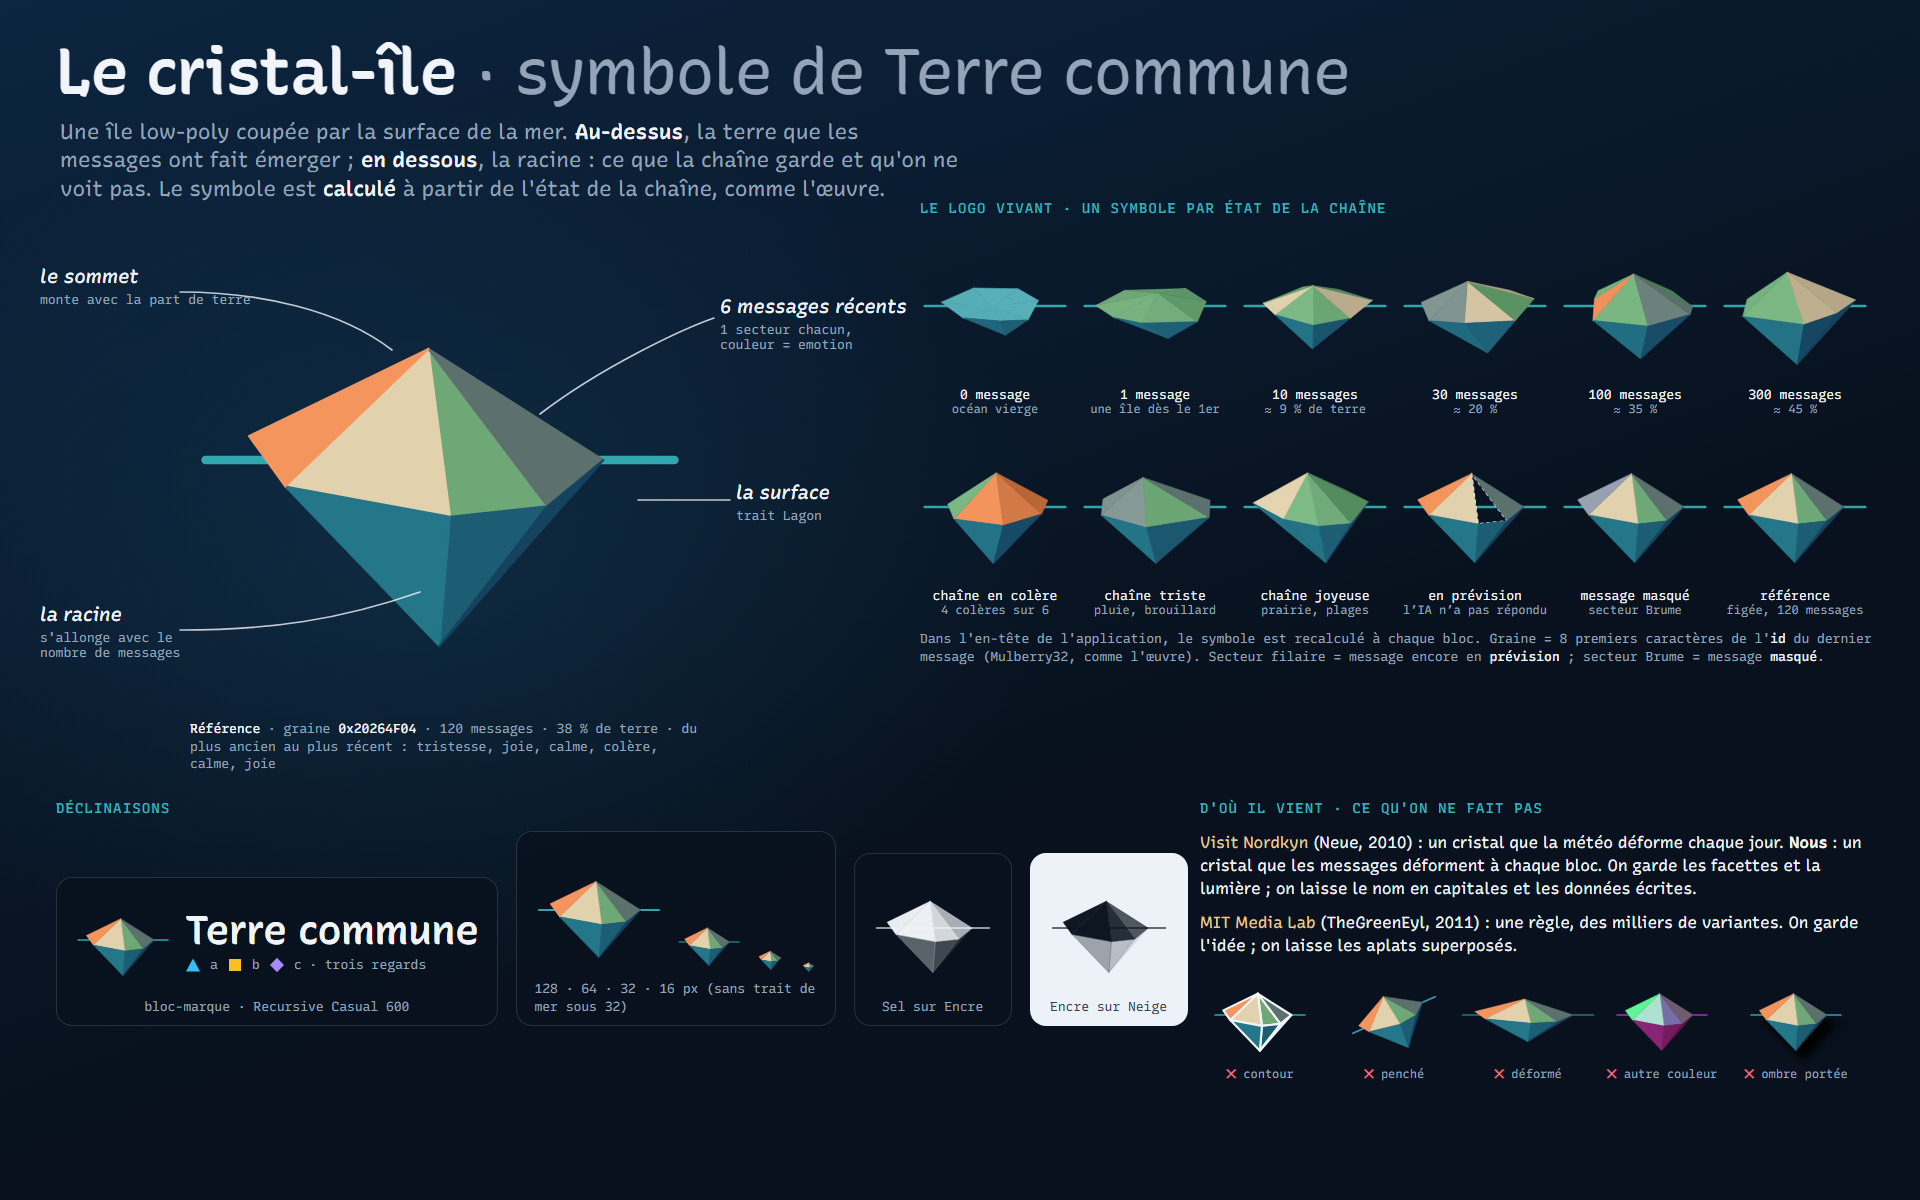 Le cristal-île · symbole de Terre commune
Une île low-poly coupée par la surface de la mer. Au-dessus, la terre que les
messages ont fait émerger ; en dessous, la racine : ce que la chaîne garde et qu'on ne
voit pas. Le symbole est calculé à partir de l'état de la chaîne, comme l'œuvre.
le sommet
monte avec la part de terre
6 messages récents
1 secteur chacun,
couleur = emotion
la surface
trait Lagon
la racine
s'allonge avec le
nombre de messages
Référence · graine 0x20264F04 · 120 messages · 38 % de terre · du
plus ancien au plus récent : tristesse, joie, calme, colère,
calme, joie
LE LOGO VIVANT · UN SYMBOLE PAR ÉTAT DE LA CHAÎNE
0 message
océan vierge
1 message
une île dès le 1er
10 messages
≈ 9 % de terre
30 messages
≈ 20 %
100 messages
≈ 35 %
300 messages
≈ 45 %
chaîne en colère
4 colères sur 6
chaîne triste
pluie, brouillard
chaîne joyeuse
prairie, plages
en prévision
l’IA n’a pas répondu
message masqué
secteur Brume
référence
figée, 120 messages
Dans l'en-tête de l'application, le symbole est recalculé à chaque bloc. Graine = 8 premiers caractères de l'id du dernier
message (Mulberry32, comme l'œuvre). Secteur filaire = message encore en prévision ; secteur Brume = message masqué.
DÉCLINAISONS
Terre commune
a b c · trois regards
bloc-marque · Recursive Casual 600
128 · 64 · 32 · 16 px (sans trait de
mer sous 32)
Sel sur Encre
Encre sur Neige
D'OÙ IL VIENT · CE QU'ON NE FAIT PAS
Visit Nordkyn (Neue, 2010) : un cristal que la météo déforme chaque jour. Nous : un
cristal que les messages déforment à chaque bloc. On garde les facettes et la
lumière ; on laisse le nom en capitales et les données écrites.
MIT Media Lab (TheGreenEyl, 2011) : une règle, des milliers de variantes. On garde
l'idée ; on laisse les aplats superposés.
✕ contour
✕ penché
✕ déformé
✕ autre couleur
✕ ombre portée